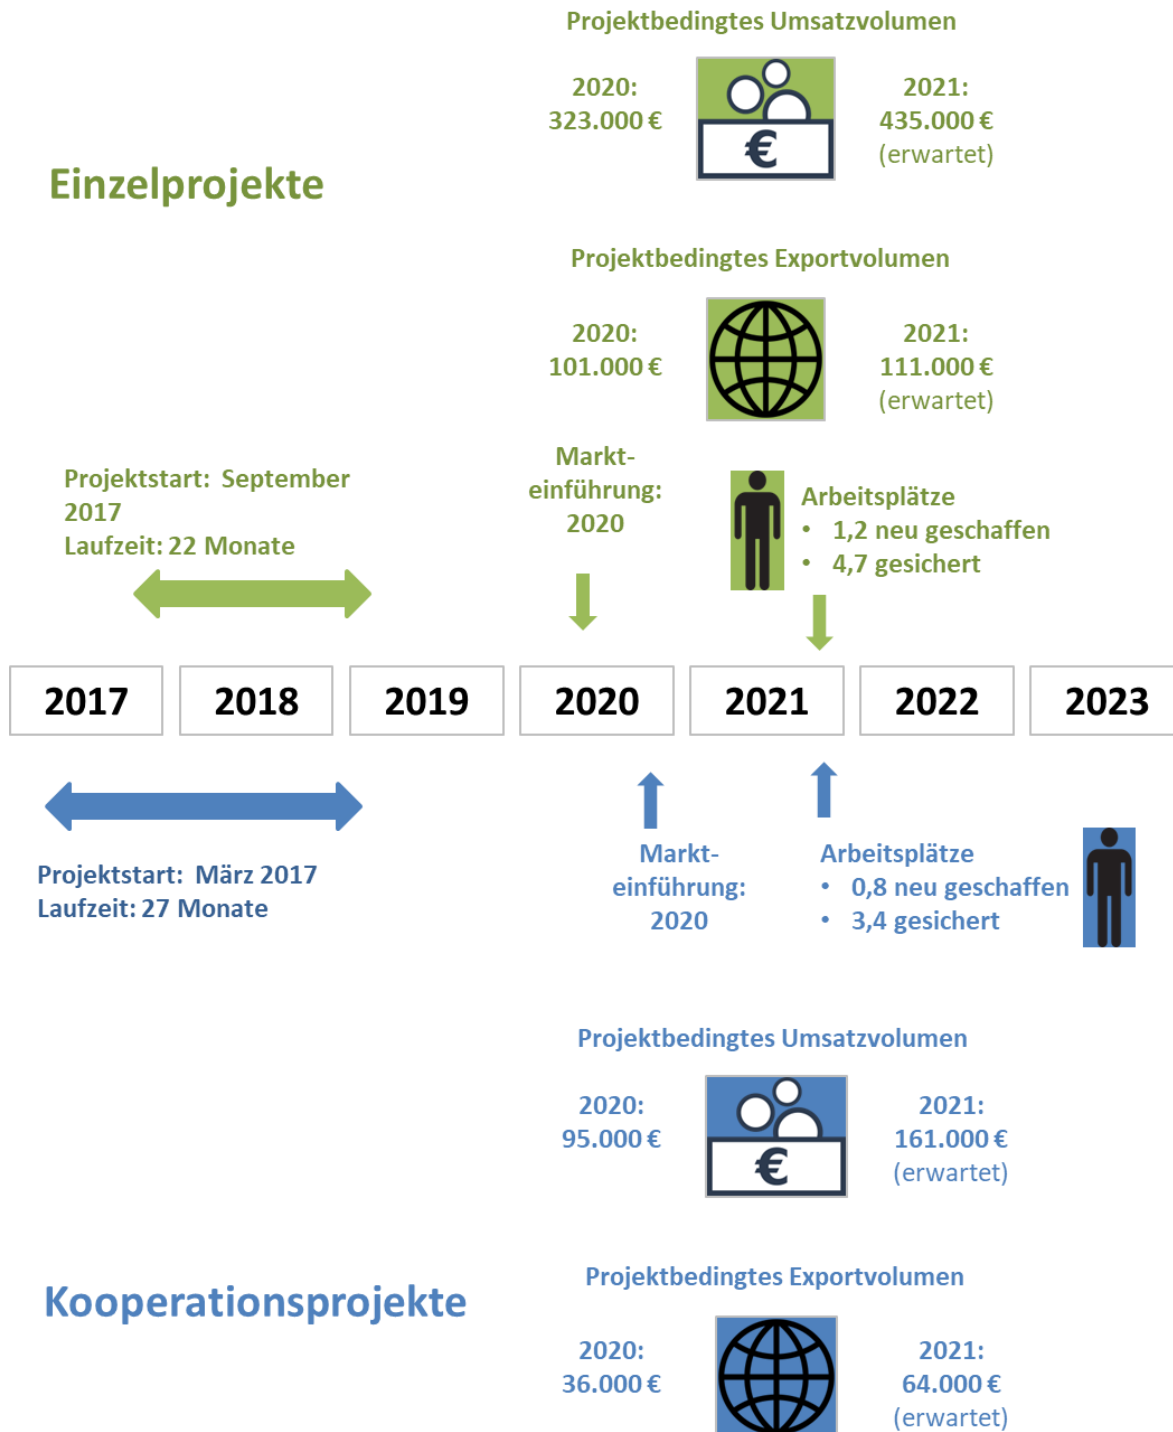 Projektbedingtes Umsatzvolumen
2020:
323.000 €
€
2021:
435.000 €
(erwartet)
Einzelprojekte
Projektbedingtes Exportvolumen
2020:
101.000 €
2021:
111.000 €
(erwartet)
Projektstart: September
2017
Laufzeit: 22 Monate
Markt-
einführung:
2020
Arbeitsplätze
• 1,2 neu geschaffen
• 4,7 gesichert
2017 2018 2019 2020 2021 2022 2023
Projektstart: März 2017
Laufzeit: 27 Monate
Markt-
einführung:
2020
Arbeitsplätze
• 0,8 neu geschaffen
• 3,4 gesichert
Projektbedingtes Umsatzvolumen
2020:
95.000 €
€
2021:
161.000 €
(erwartet)
Kooperationsprojekte
Projektbedingtes Exportvolumen
2020:
36.000 €
2021:
64.000 €
(erwartet)